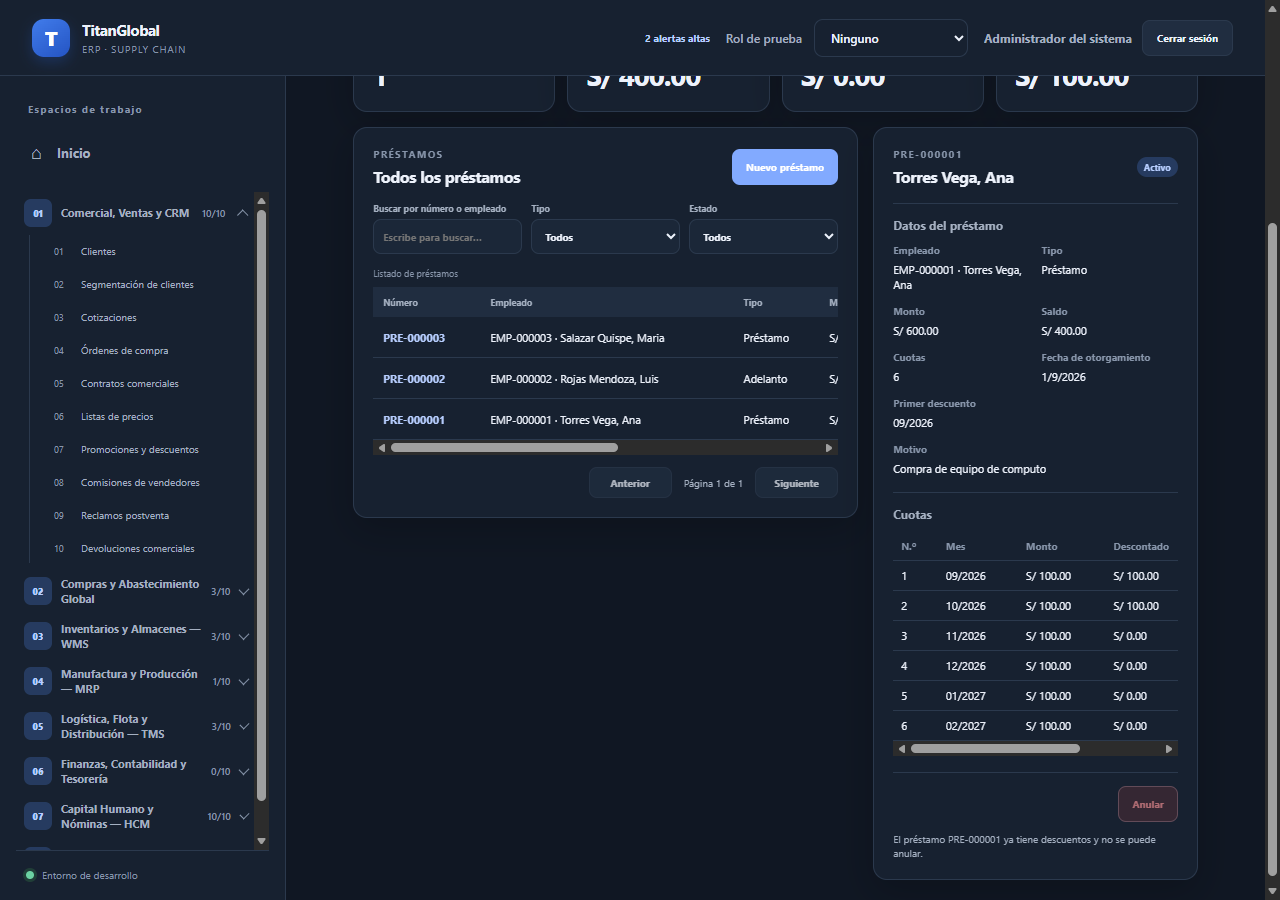 T
TitanGlobal
ERP · SUPPLY CHAIN
2 alertas altas
Rol de prueba
Ninguno
Administrador del sistema
Cerrar sesión
Espacios de trabajo
Inicio
01 Comercial, Ventas y CRM 10/10
01 Clientes
02 Segmentación de clientes
03 Cotizaciones
04 Órdenes de compra
05 Contratos comerciales
06 Listas de precios
07 Promociones y descuentos
08 Comisiones de vendedores
09 Reclamos postventa
10 Devoluciones comerciales
02 Compras y Abastecimiento
Global 3/10
03 Inventarios y Almacenes —
WMS 3/10
04 Manufactura y Producción
— MRP 1/10
05 Logística, Flota y
Distribución — TMS 3/10
06 Finanzas, Contabilidad y
Tesorería 0/10
07 Capital Humano y
Nóminas — HCM 10/10
Entorno de desarrollo
1
S/ 400.00
S/ 0.00
S/ 100.00
PRÉSTAMOS
Todos los préstamos
Nuevo préstamo
Buscar por número o empleado
Tipo
Estado
Escribe para buscar...
Todos
Todos
Listado de préstamos
Número Empleado Tipo M
PRE-000003 EMP-000003 · Salazar Quispe, Maria Préstamo S/
PRE-000002 EMP-000002 · Rojas Mendoza, Luis Adelanto S/
PRE-000001 EMP-000001 · Torres Vega, Ana Préstamo S/
Anterior Página 1 de 1 Siguiente
PRE-000001
Torres Vega, Ana
Activo
Datos del préstamo
Empleado Tipo
EMP-000001 · Torres Vega,
Ana
Préstamo
Monto Saldo
S/ 600.00 S/ 400.00
Cuotas Fecha de otorgamiento
6 1/9/2026
Primer descuento
09/2026
Motivo
Compra de equipo de computo
Cuotas
N.º Mes Monto Descontado
1 09/2026 S/ 100.00 S/ 100.00
2 10/2026 S/ 100.00 S/ 100.00
3 11/2026 S/ 100.00 S/ 0.00
4 12/2026 S/ 100.00 S/ 0.00
5 01/2027 S/ 100.00 S/ 0.00
6 02/2027 S/ 100.00 S/ 0.00
Anular
El préstamo PRE-000001 ya tiene descuentos y no se puede
anular.